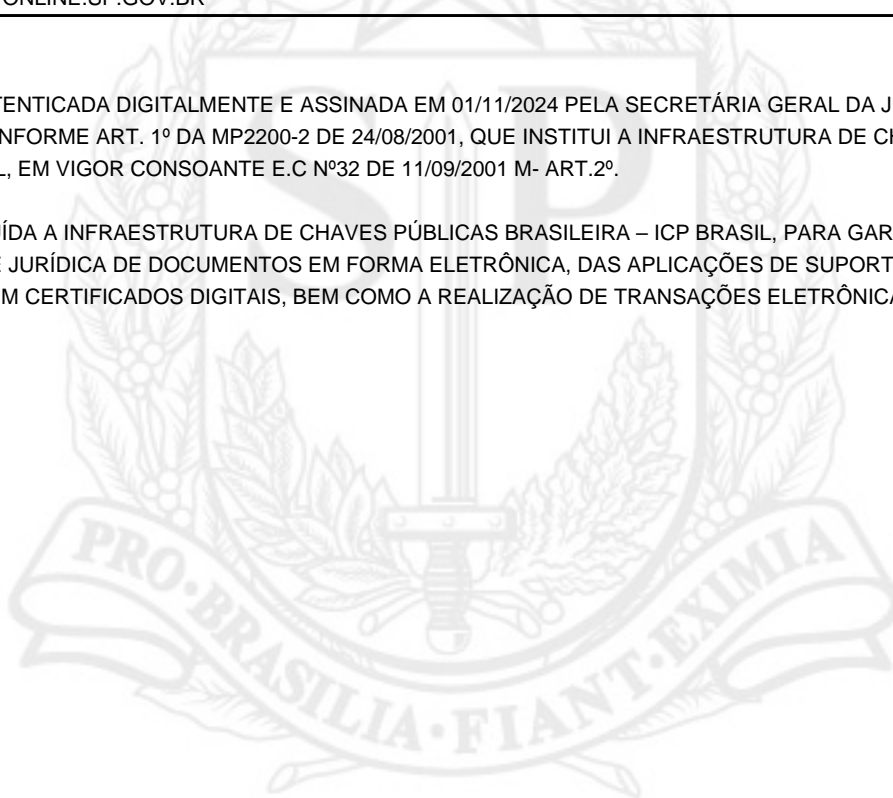 ONLINE.SP.GOV.BR
TENTICADA DIGITALMENTE E ASSINADA EM 01/11/2024 PELA SECRETÁRIA GERAL DA J
NFORME ART. 1º DA MP2200-2 DE 24/08/2001, QUE INSTITUI A INFRAESTRUTURA DE CH
L, EM VIGOR CONSOANTE E.C Nº32 DE 11/09/2001 M- ART.2º.
ÍDA A INFRAESTRUTURA DE CHAVES PÚBLICAS BRASILEIRA – ICP BRASIL, PARA GAR
E JURÍDICA DE DOCUMENTOS EM FORMA ELETRÔNICA, DAS APLICAÇÕES DE SUPORT
M CERTIFICADOS DIGITAIS, BEM COMO A REALIZAÇÃO DE TRANSAÇÕES ELETRÔNICA
SP
PRO·BRASILIA·FIANT·EXIMIA